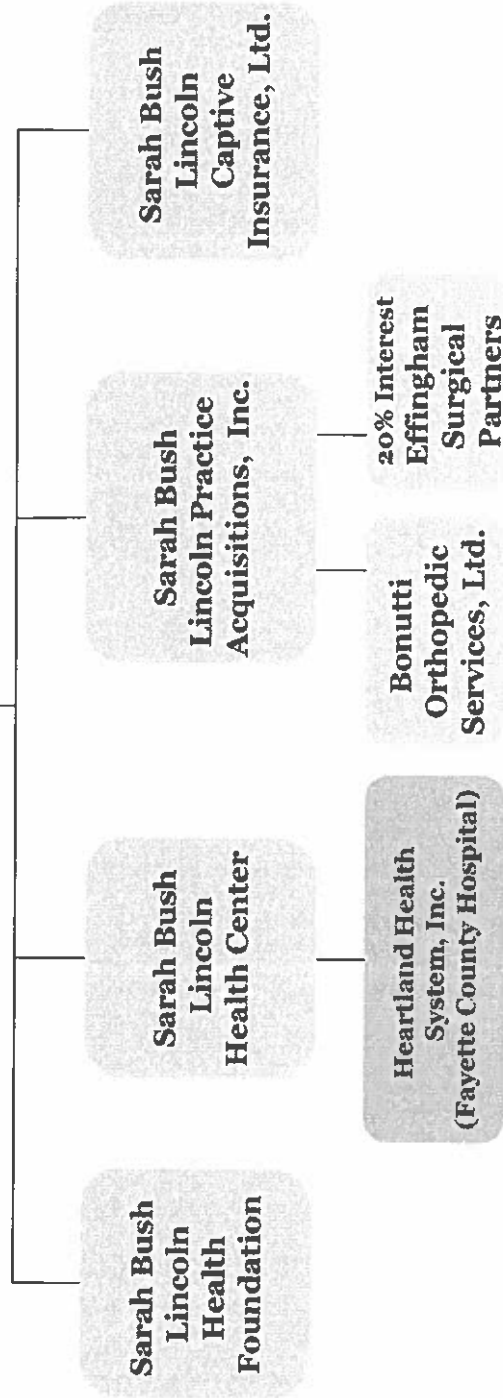 Sarah Bush
Lincoln
Health
Foundation
Sarah Bush
Lincoln
Health Center
Sarah Bush
Lincoln Practice
Acquisitions, Inc.
Sarah Bush
Lincoln
Captive
Insurance, Ltd.
Heartland Health
System, Inc.
(Fayette County Hospital)
Bonutti
Orthopedic
Services, Ltd.
20% Interest
Effingham
Surgical
Partners